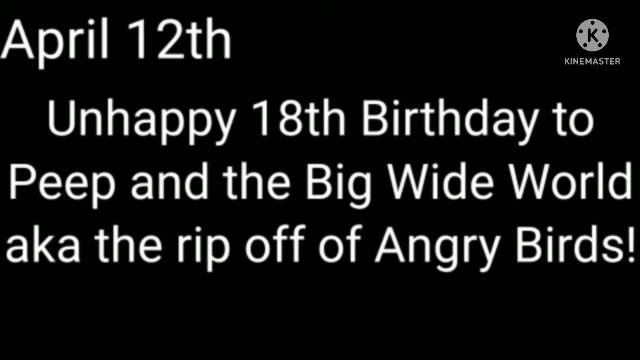 April 12th
K
KINEMASTER
Unhappy 18th Birthday to
Peep and the Big Wide World
aka the rip off of Angry Birds!